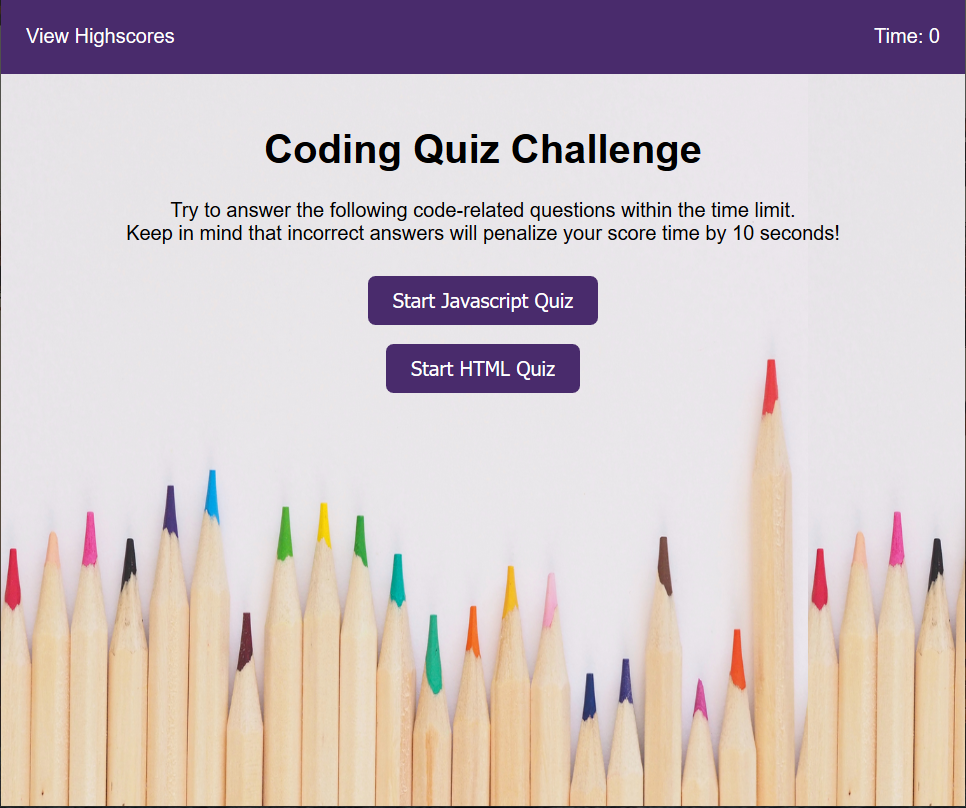 View Highscores
Time: 0
Coding Quiz Challenge
Try to answer the following code-related questions within the time limit.
Keep in mind that incorrect answers will penalize your score time by 10 seconds!
Start Javascript Quiz
Start HTML Quiz